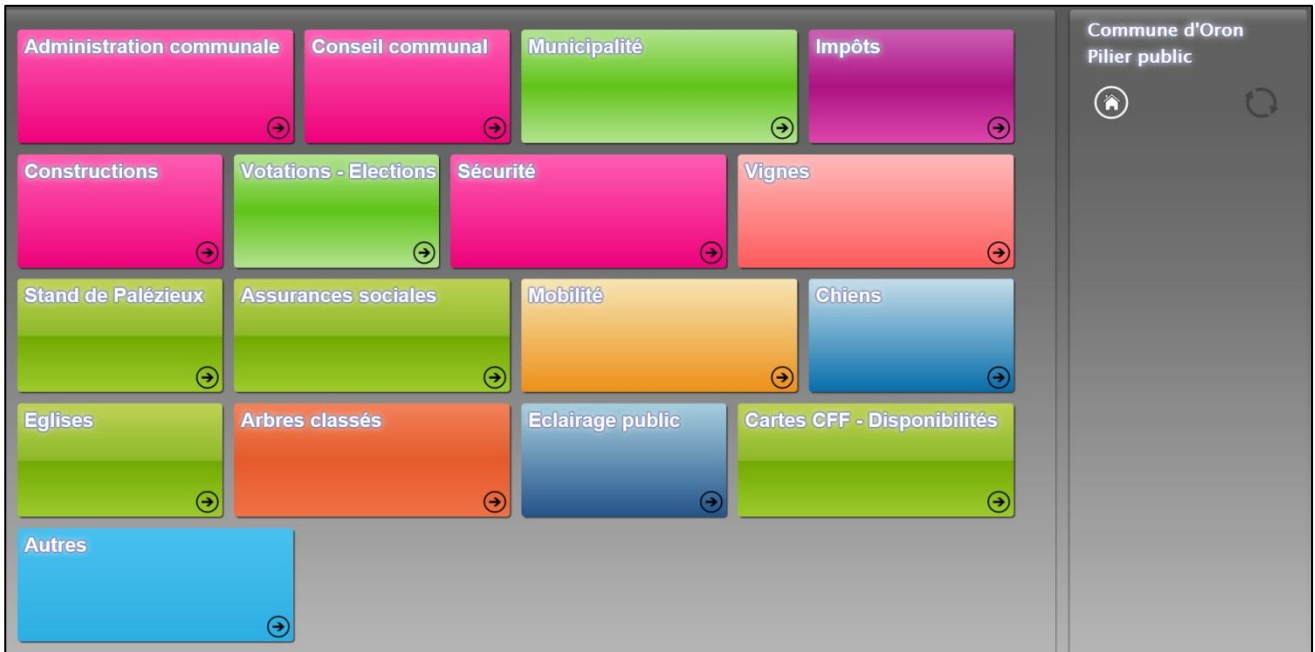 Administration communale
Conseil communal
Municipalité
Impôts
Constructions
Votations - Elections
Sécurité
Vignes
Stand de Palézieux
Assurances sociales
Mobilité
Chiens
Eglises
Arbres classés
Eclairage public
Cartes CFF - Disponibilités
Autres
Commune d'Oron
Pilier public